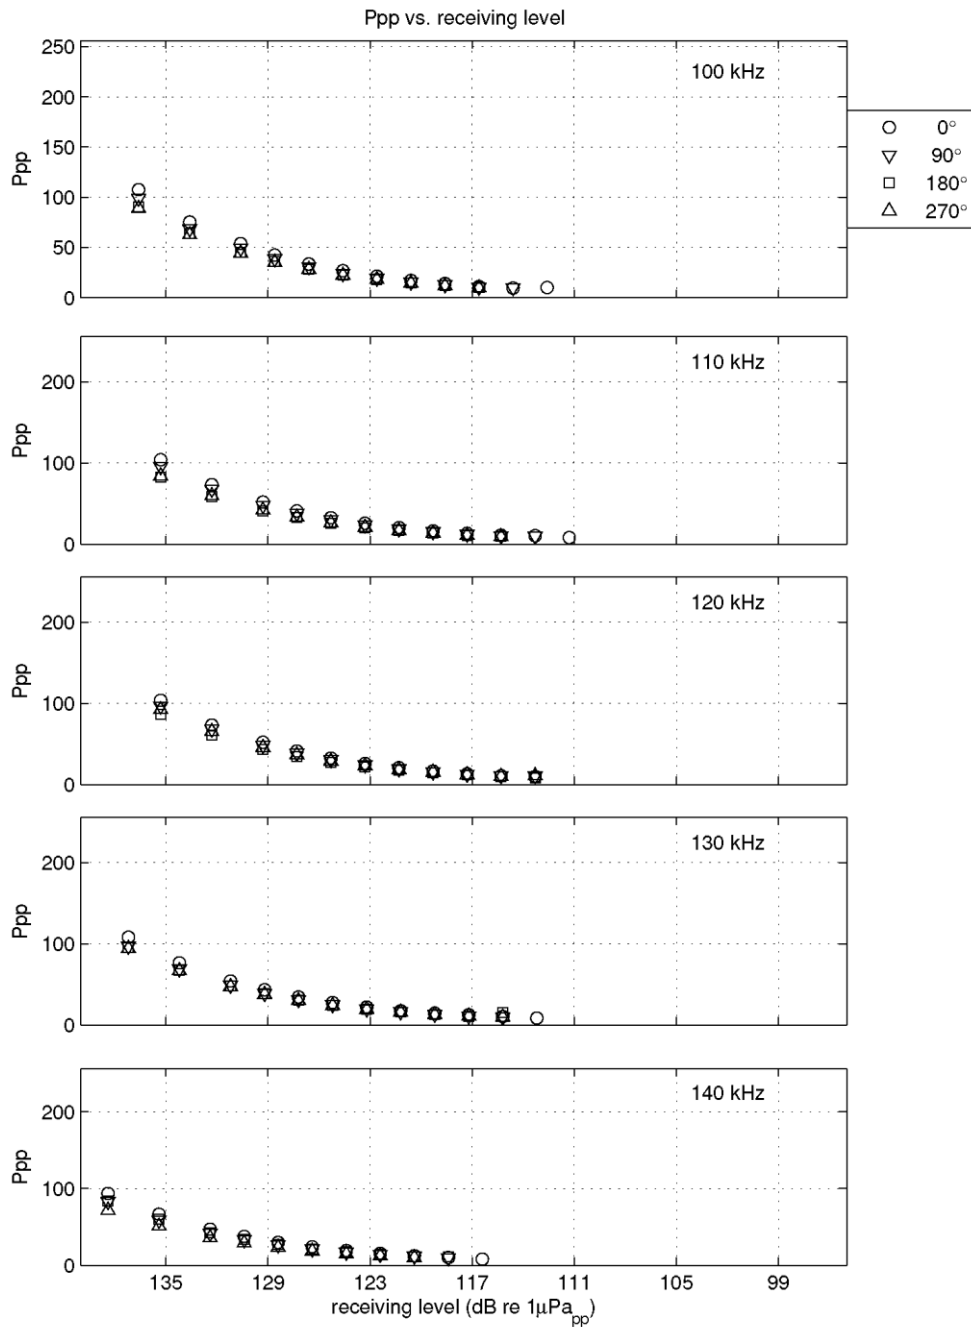 Ppp vs. receiving level
250
200
150
100
50
0
Ppp
100 kHz
0°
90°
180°
270°
200
100
0
Ppp
110 kHz
200
100
0
Ppp
120 kHz
200
100
0
Ppp
130 kHz
200
100
0
Ppp
140 kHz
135 129 123 117 111 105 99
receiving level (dB re 1μPapp)